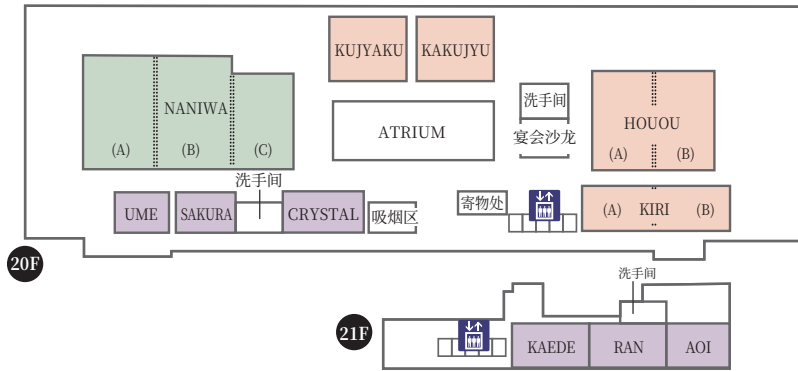 KUJYAKU
KAKUJYU
NANIWA
(A)
(B)
(C)
ATRIUM
洗手间
宴会沙龙
HOUOU
(A)
(B)
洗手间
UME
SAKURA
CRYSTAL
吸烟区
寄物处
(A)
KIRI
(B)
20F
洗手间
21F
KAEDE
RAN
AOI